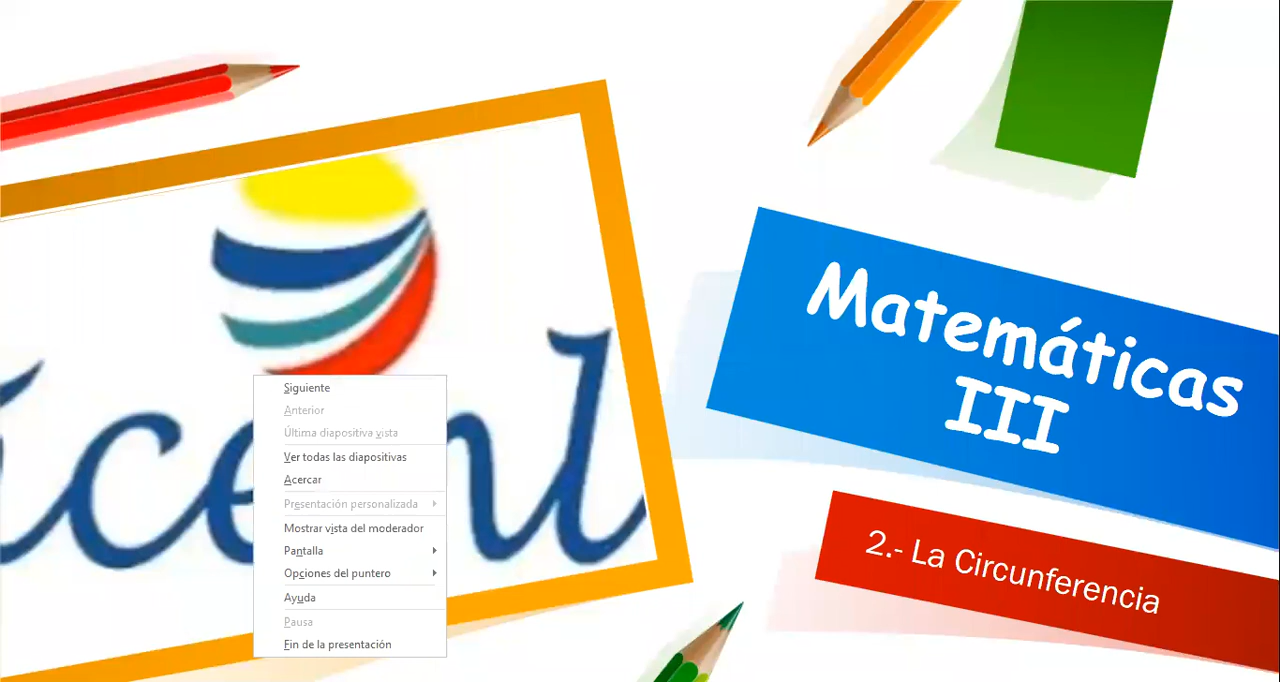 Matemáticas
III
2.- La Circunferencia
Siguiente
Anterior
Última diapositiva vista
Ver todas las diapositivas
Acercar
Presentación personalizada
Mostrar vista del moderador
Pantalla
Opciones del puntero
Ayuda
Pausa
Fin de la presentación